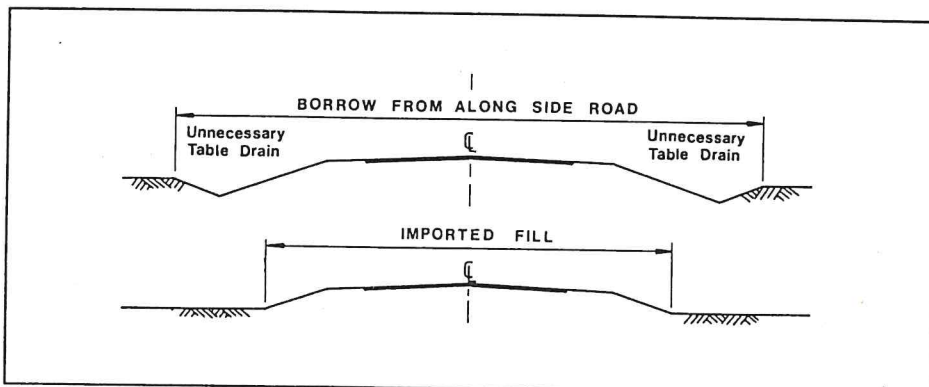 BORROW FROM ALONG SIDE ROAD
Unnecessary
Table Drain
℄
Unnecessary
Table Drain
IMPORTED FILL
℄